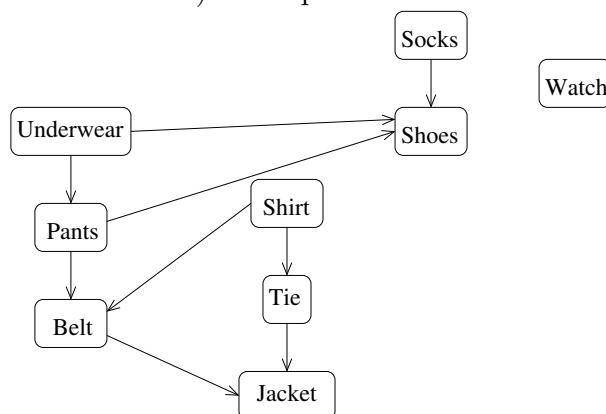 Socks
Watch
Underwear
Shoes
Shirt
Pants
Tie
Belt
Jacket